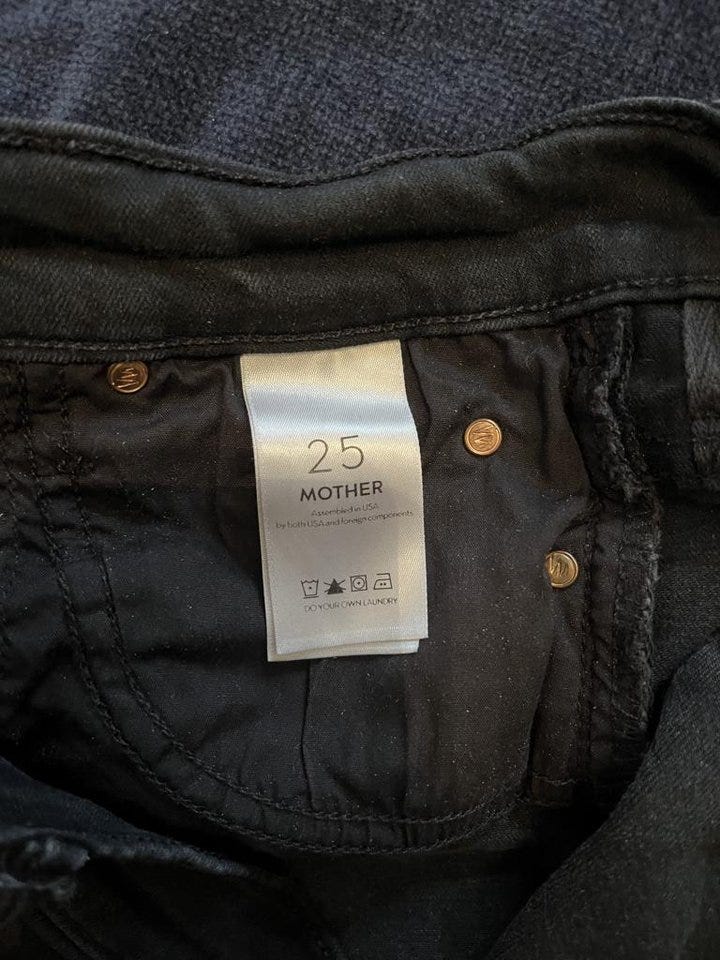 25
MOTHER
Assembled in USA
by both USA and foreign components
DO YOUR OWN LAUNDRY